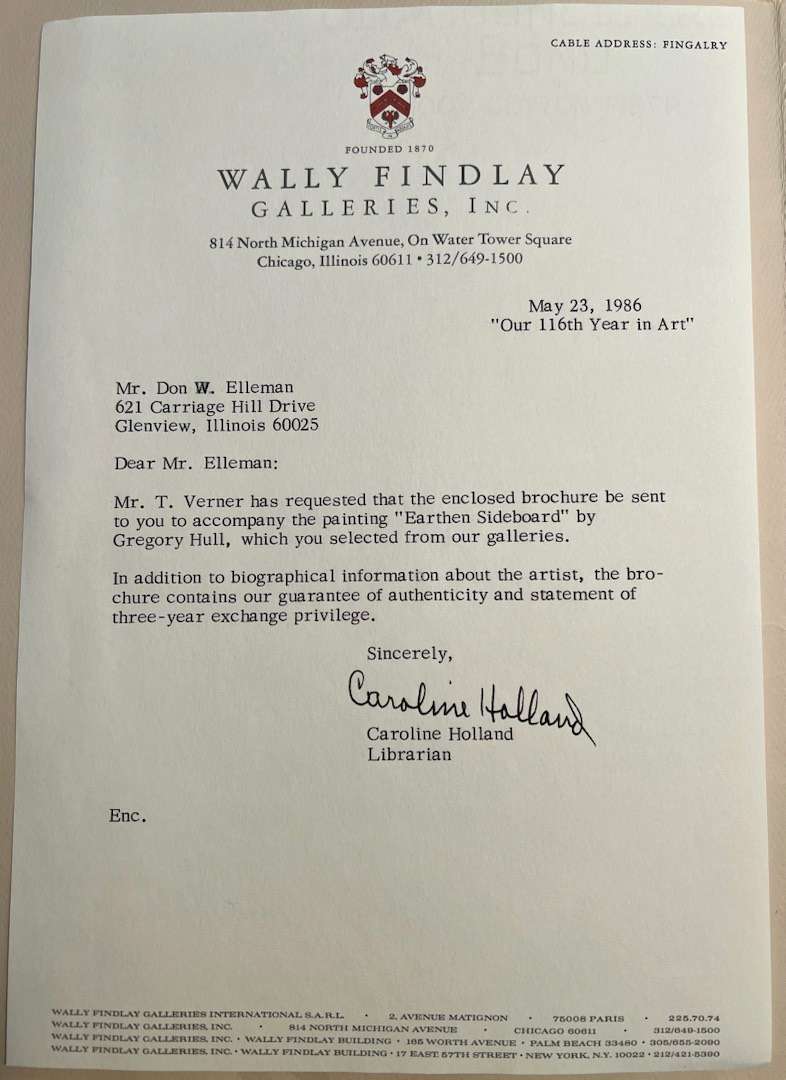 CABLE ADDRESS: FINGALRY
FOUNDED 1870
WALLY FINDLAY
GALLERIES, INC.
814 North Michigan Avenue, On Water Tower Square
Chicago, Illinois 60611 • 312/649-1500
May 23, 1986
"Our 116th Year in Art"
Mr. Don W. Elleman
621 Carriage Hill Drive
Glenview, Illinois 60025
Dear Mr. Elleman:
Mr. T. Verner has requested that the enclosed brochure be sent
to you to accompany the painting "Earthen Sideboard" by
Gregory Hull, which you selected from our galleries.
In addition to biographical information about the artist, the bro-
chure contains our guarantee of authenticity and statement of
three-year exchange privilege.
Sincerely,
Caroline Holland
Caroline Holland
Librarian
Enc.
WALLY FINDLAY GALLERIES INTERNATIONAL S.A.R.L. • 2, AVENUE MATIGNON • 75008 PARIS • 225.70.74
WALLY FINDLAY GALLERIES, INC. • 814 NORTH MICHIGAN AVENUE • CHICAGO 60611 • 312/649-1500
WALLY FINDLAY GALLERIES, INC. • WALLY FINDLAY BUILDING • 165 WORTH AVENUE • PALM BEACH 33480 • 305/655-2090
WALLY FINDLAY GALLERIES, INC. • WALLY FINDLAY BUILDING • 17 EAST 57TH STREET • NEW YORK, N.Y. 10022 • 212/421-5390